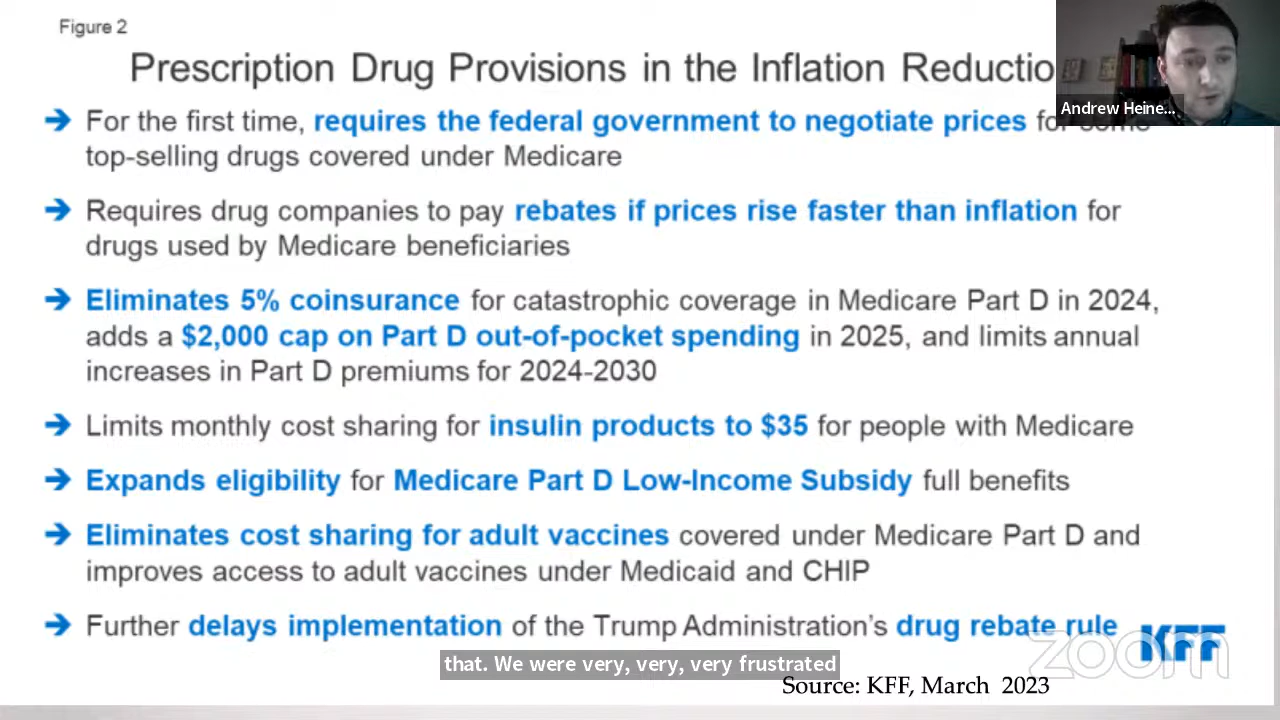 Figure 2
Prescription Drug Provisions in the Inflation Reductio
Andrew Heine...
For the first time, requires the federal government to negotiate prices for some
top-selling drugs covered under Medicare
Requires drug companies to pay rebates if prices rise faster than inflation for
drugs used by Medicare beneficiaries
Eliminates 5% coinsurance for catastrophic coverage in Medicare Part D in 2024,
adds a $2,000 cap on Part D out-of-pocket spending in 2025, and limits annual
increases in Part D premiums for 2024-2030
Limits monthly cost sharing for insulin products to $35 for people with Medicare
Expands eligibility for Medicare Part D Low-Income Subsidy full benefits
Eliminates cost sharing for adult vaccines covered under Medicare Part D and
improves access to adult vaccines under Medicaid and CHIP
Further delays implementation of the Trump Administration's drug rebate rule
KFF
zoom
that. We were very, very, very frustrated
Source: KFF, March 2023